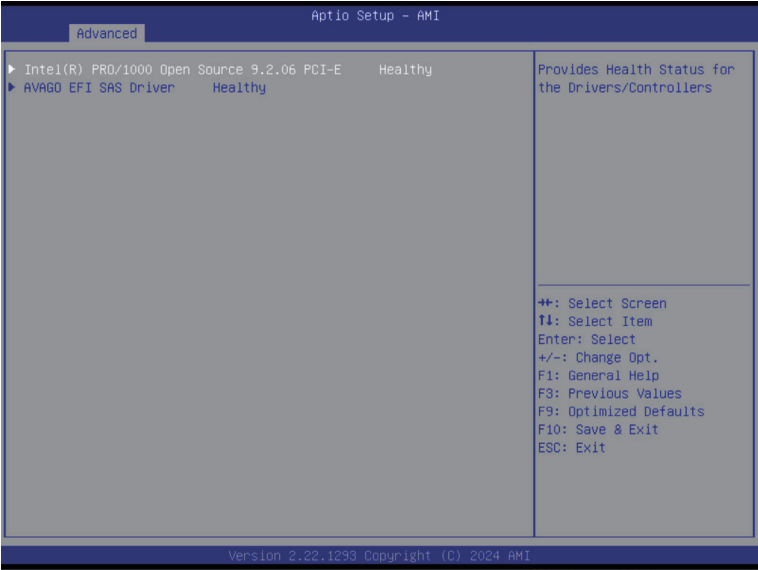 Aptio Setup – AMI
Advanced
Intel(R) PRO/1000 Open Source 9.2.06 PCI-E Healthy
AVAGO EFI SAS Driver Healthy
Provides Health Status for
the Drivers/Controllers
→←: Select Screen
↑↓: Select Item
Enter: Select
+/-: Change Opt.
F1: General Help
F3: Previous Values
F9: Optimized Defaults
F10: Save & Exit
ESC: Exit
Version 2.22.1293 Copyright (C) 2024 AMI